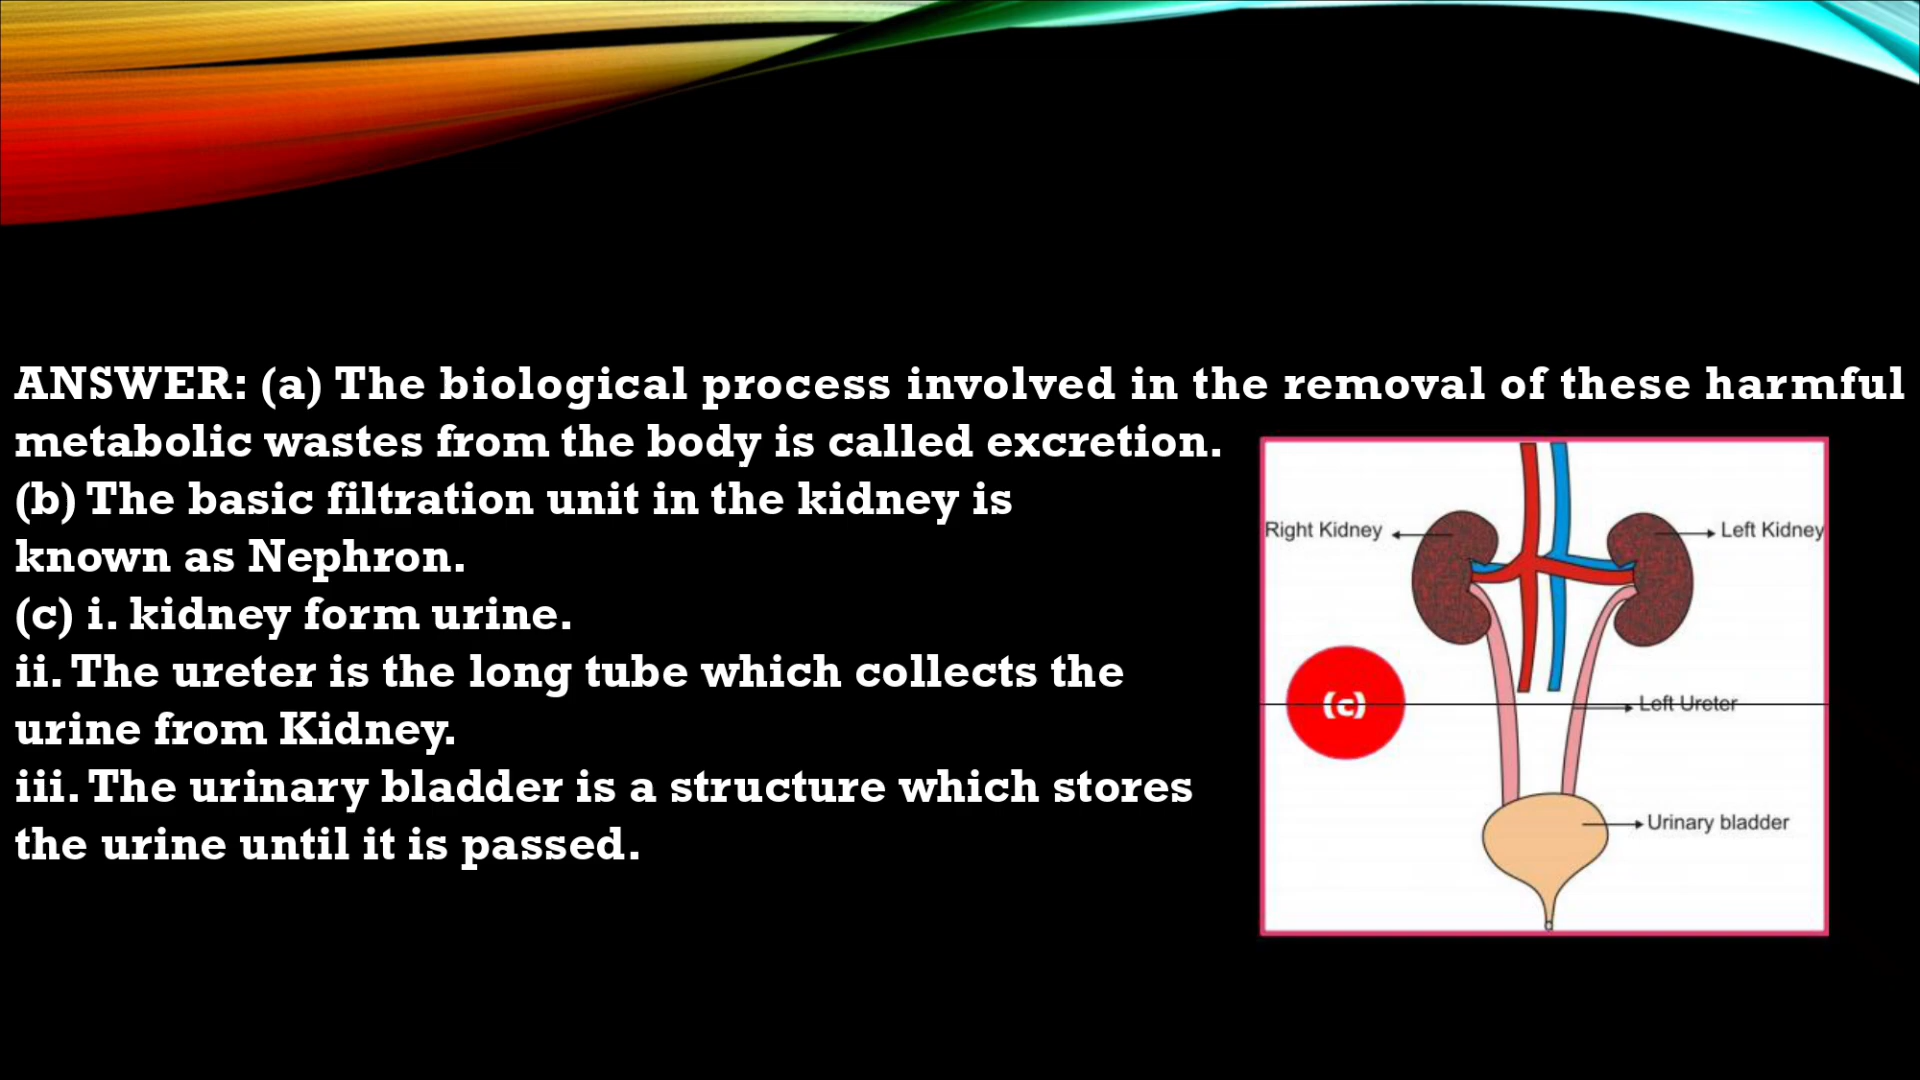 ANSWER: (a) The biological process involved in the removal of these harmful
metabolic wastes from the body is called excretion.
(b) The basic filtration unit in the kidney is
known as Nephron.
(c) i. kidney form urine.
ii. The ureter is the long tube which collects the
urine from Kidney.
iii. The urinary bladder is a structure which stores
the urine until it is passed.
Right Kidney
Left Kidney
(c)
Left Ureter
Urinary bladder